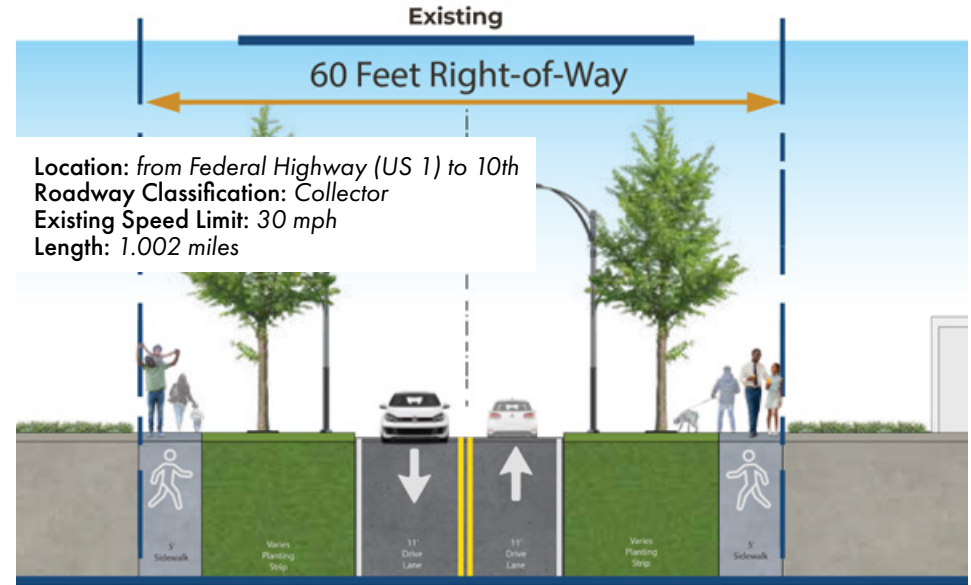 Existing
60 Feet Right-of-Way
Location: from Federal Highway (US 1) to 10th
Roadway Classification: Collector
Existing Speed Limit: 30 mph
Length: 1.002 miles
5'
Sidewalk
Varies
Planting
Strip
11'
Drive
Lane
11'
Drive
Lane
Varies
Planting
Strip
5'
Sidewalk